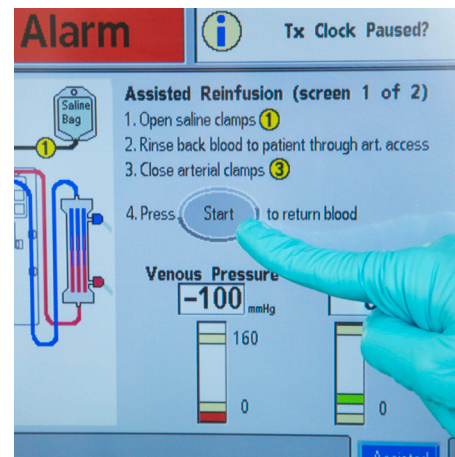 Alarm
i
Tx Clock Paused?
Assisted Reinfusion (screen 1 of 2)
Saline
Bag
1. Open saline clamps 1
1
2. Rinse back blood to patient through art. access
3. Close arterial clamps 3
4. Press Start to return blood
Venous Pressure
-100 mmHg
160
0
0
Assisted